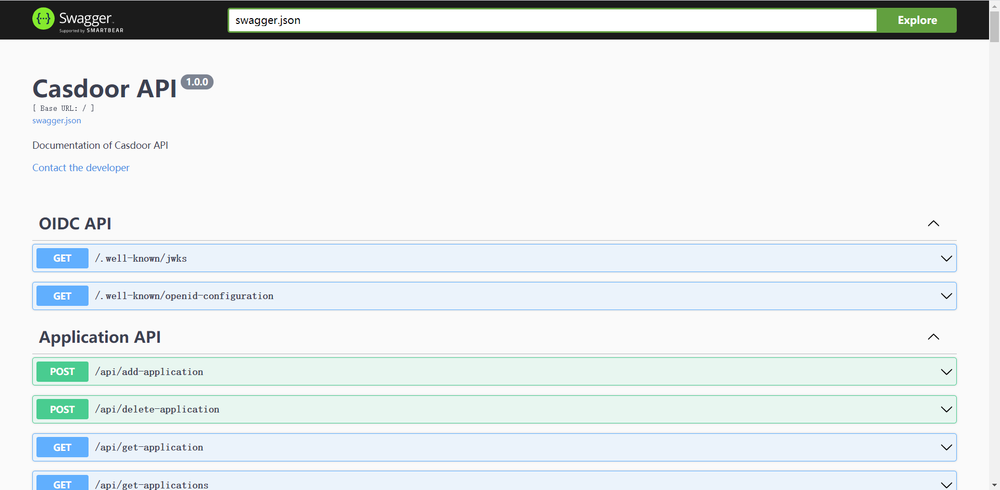 {···} Swagger™
Supported by SMARTBEAR
swagger.json
Explore
Casdoor API 1.0.0
[ Base URL: / ]
swagger.json
Documentation of Casdoor API
Contact the developer
OIDC API
GET /.well-known/jwks
GET /.well-known/openid-configuration
Application API
POST /api/add-application
POST /api/delete-application
GET /api/get-application
GET /api/get-applications